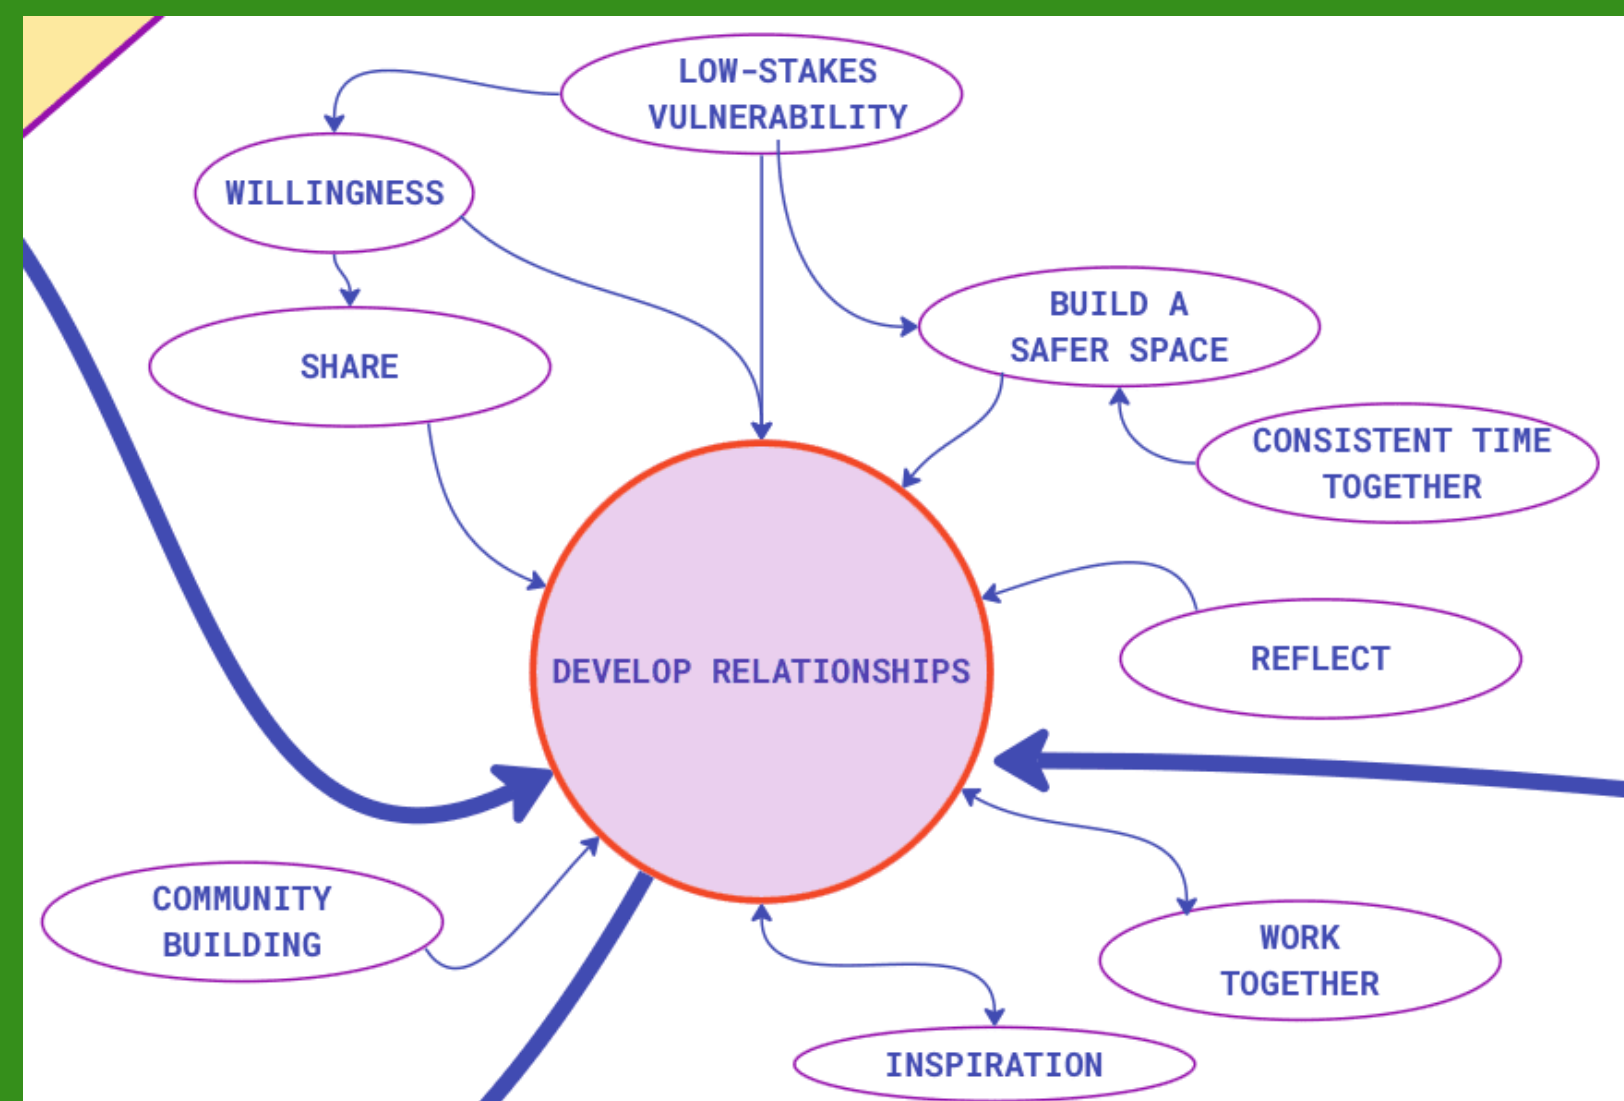 LOW-STAKES
VULNERABILITY
WILLINGNESS
SHARE
BUILD A
SAFER SPACE
CONSISTENT TIME
TOGETHER
REFLECT
DEVELOP RELATIONSHIPS
COMMUNITY
BUILDING
WORK
TOGETHER
INSPIRATION